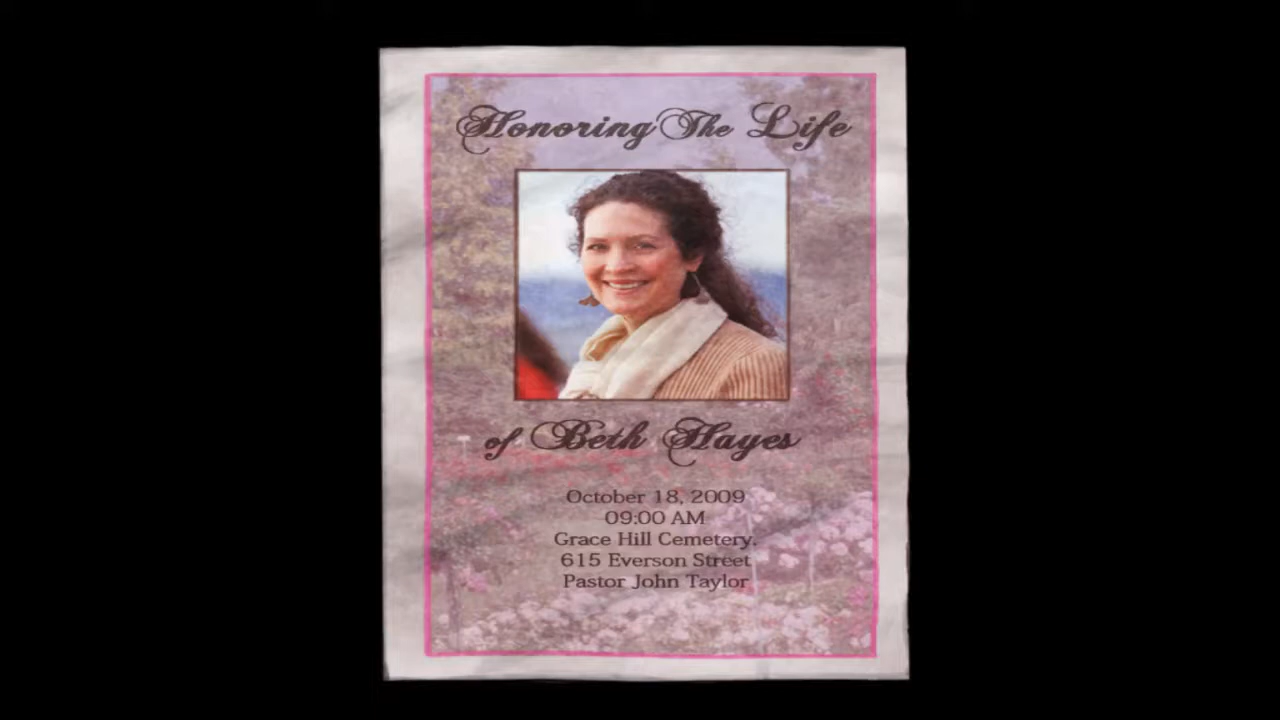 Honoring The Life
of Beth Hayes
October 18, 2009
09:00 AM
Grace Hill Cemetery.
615 Everson Street
Pastor John Taylor